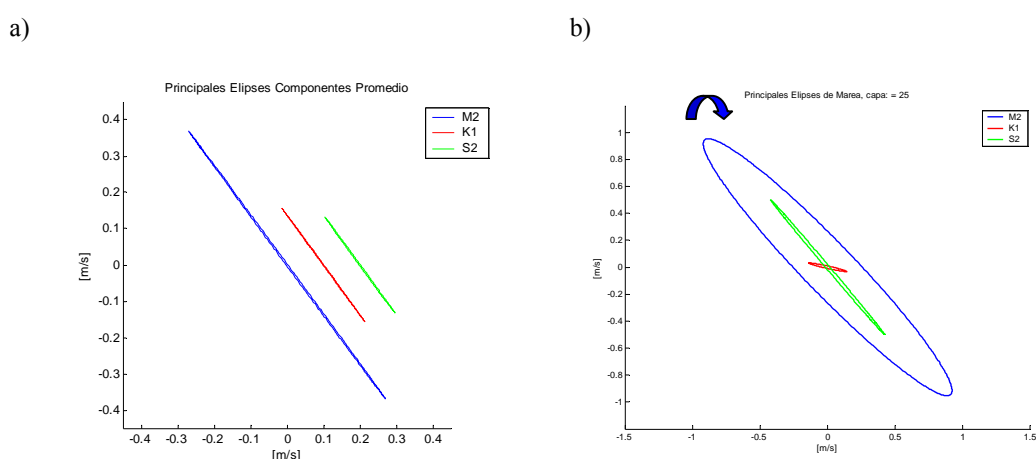 a)
Principales Elipses Componentes Promedio
M2
K1
S2
0.4
0.3
0.2
0.1
0
-0.1
-0.2
-0.3
-0.4
[m/s]
-0.4 -0.3 -0.2 -0.1 0 0.1 0.2 0.3 0.4
[m/s]
b)
Principales Elipses de Marea, capa: = 25
M2
K1
S2
1
0.8
0.6
0.4
0.2
0
-0.2
-0.4
-0.6
-0.8
-1
[m/s]
-1.5 -1 -0.5 0 0.5 1 1.5
[m/s]